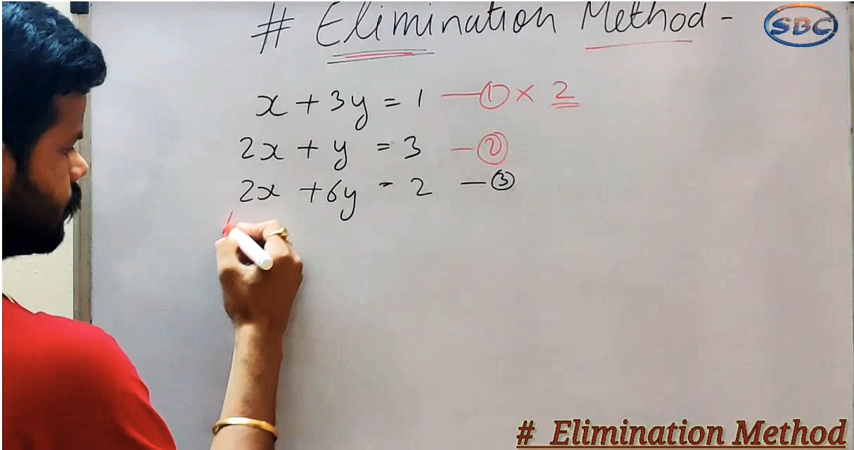 # Elimination Method -
SBC
x + 3y = 1 — ① × 2
2x + y = 3 — ②
2x + 6y = 2 — ③
# Elimination Method